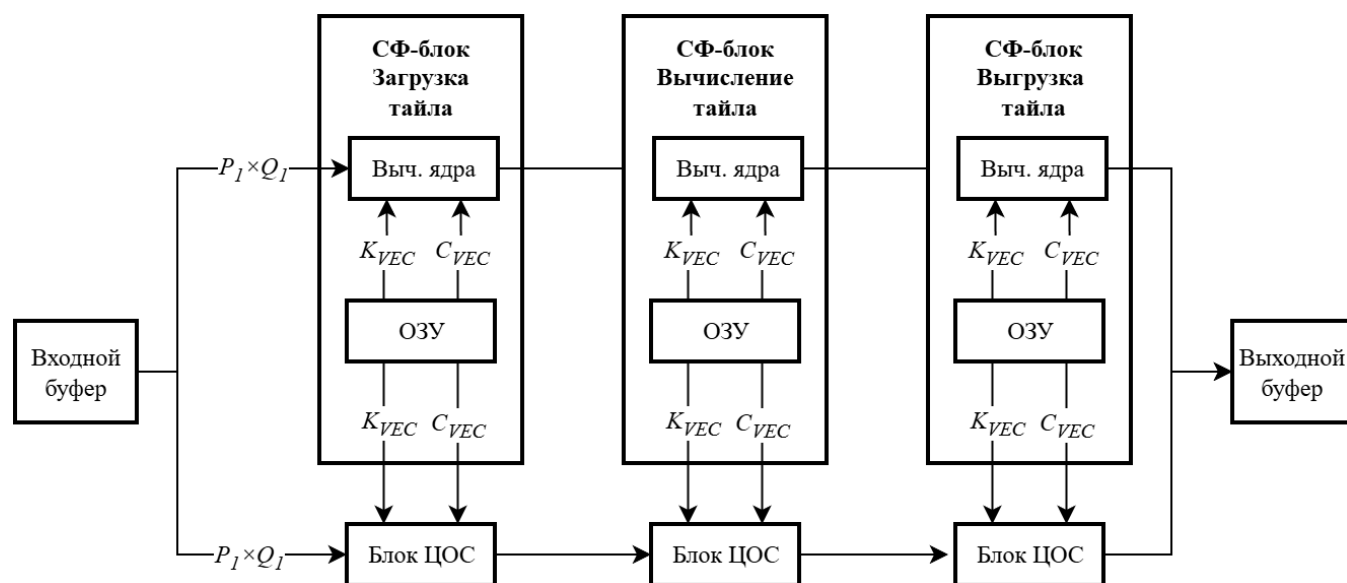 СФ-блок
Загрузка
тайла
СФ-блок
Вычисление
тайла
СФ-блок
Выгрузка
тайла
P1×Q1
Выч. ядра
Выч. ядра
Выч. ядра
KVEC CVEC
KVEC CVEC
KVEC CVEC
Входной
буфер
ОЗУ
ОЗУ
ОЗУ
Выходной
буфер
KVEC CVEC
KVEC CVEC
KVEC CVEC
P1×Q1
Блок ЦОС
Блок ЦОС
Блок ЦОС